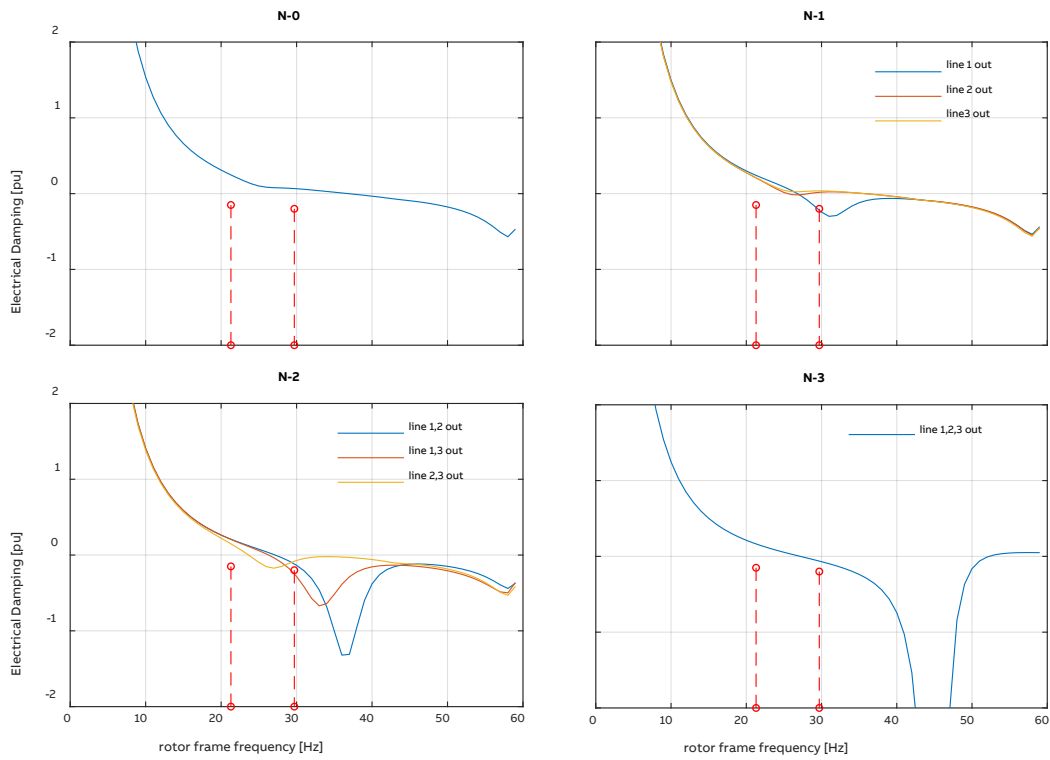 N-0
N-1
2
1
0
-1
-2
Electrical Damping [pu]
line 1 out
line 2 out
line3 out
N-2
N-3
2
1
0
-1
-2
Electrical Damping [pu]
line 1,2 out
line 1,3 out
line 2,3 out
line 1,2,3 out
0 10 20 30 40 50 60
rotor frame frequency [Hz]
0 10 20 30 40 50 60
rotor frame frequency [Hz]